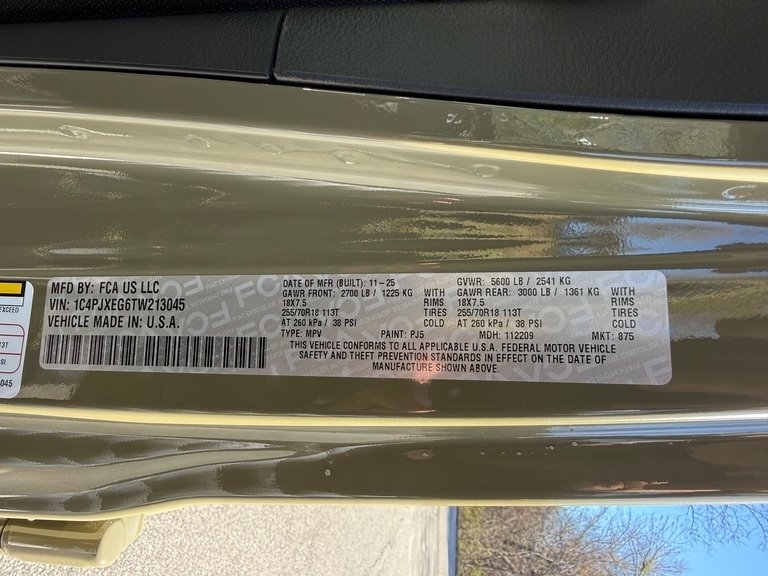 MFD BY: FCA US LLC
VIN: 1C4PJXEG6TW213045
VEHICLE MADE IN U.S.A.
DATE OF MFR (BUILT): 11-25 GVWR: 5600 LB / 2541 KG
GAWR FRONT: 2700 LB / 1225 KG WITH GAWR REAR: 3000 LB / 1361 KG WITH
18X7.5 RIMS 18X7.5 RIMS
255/70R18 113T TIRES 255/70R18 113T TIRES
AT 260 kPa / 38 PSI COLD AT 260 kPa / 38 PSI COLD
TYPE: MPV PAINT: PJ5 MDH: 112209 MKT: 875
THIS VEHICLE CONFORMS TO ALL APPLICABLE U.S.A. FEDERAL MOTOR VEHICLE
SAFETY AND THEFT PREVENTION STANDARDS IN EFFECT ON THE DATE OF
MANUFACTURE SHOWN ABOVE.
EXCEED
3T
SI
045